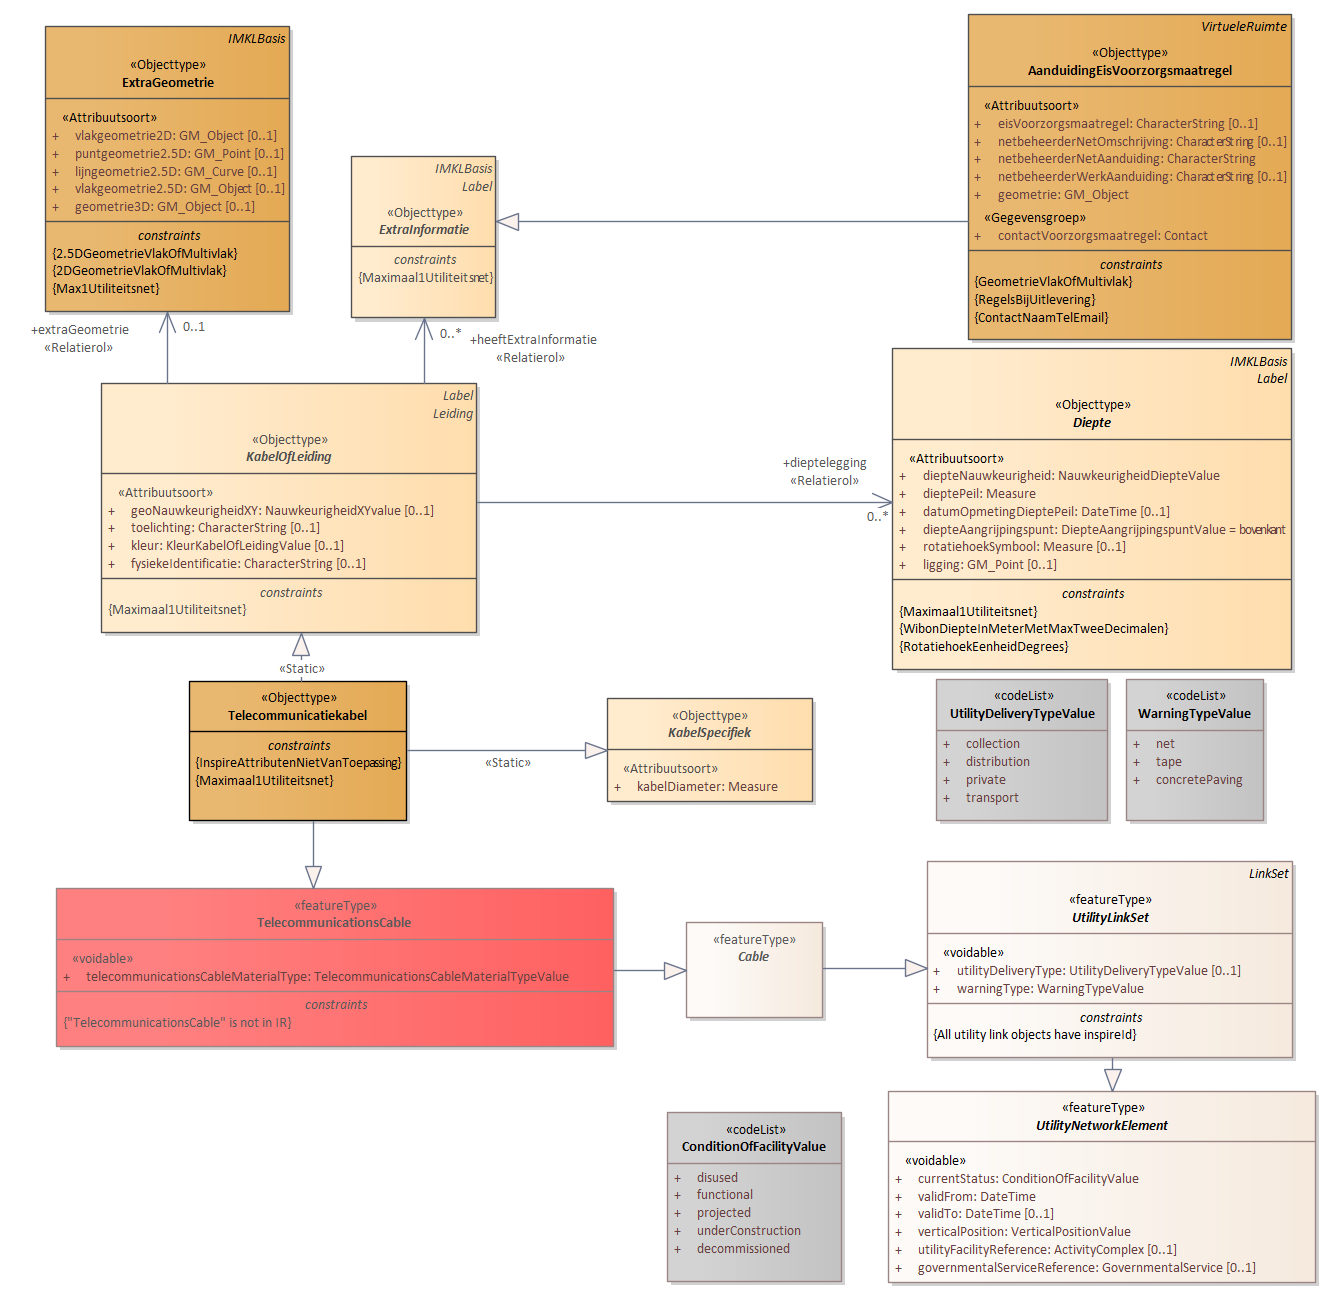 IMKLBasis
«Objecttype»
ExtraGeometrie
«Attribuutsoort»
+ vlakgeometrie2D: GM_Object [0..1]
+ puntgeometrie2.5D: GM_Point [0..1]
+ lijngeometrie2.5D: GM_Curve [0..1]
+ vlakgeometrie2.5D: GM_Object [0..1]
+ geometrie3D: GM_Object [0..1]
constraints
{2.5DGeometrieVlakOfMultivlak}
{2DGeometrieVlakOfMultivlak}
{Max1Utiliteitsnet}
IMKLBasis
Label
«Objecttype»
ExtraInformatie
constraints
{Maximaal1Utiliteitsnet}
VirtueleRuimte
«Objecttype»
AanduidingEisVoorzorgsmaatregel
«Attribuutsoort»
+ eisVoorzorgsmaatregel: CharacterString [0..1]
+ netbeheerderNetOmschrijving: CharacterString [0..1]
+ netbeheerderNetAanduiding: CharacterString
+ netbeheerderWerkAanduiding: CharacterString [0..1]
+ geometrie: GM_Object
«Gegevensgroep»
+ contactVoorzorgsmaatregel: Contact
constraints
{GeometrieVlakOfMultivlak}
{RegelsBijUitlevering}
{ContactNaamTelEmail}
+extraGeometrie
«Relatierol»
0..1
0..*
+heeftExtraInformatie
«Relatierol»
Label
Leiding
«Objecttype»
KabelOfLeiding
«Attribuutsoort»
+ geoNauwkeurigheidXY: NauwkeurigheidXYvalue [0..1]
+ toelichting: CharacterString [0..1]
+ kleur: KleurKabelOfLeidingValue [0..1]
+ fysiekeIdentificatie: CharacterString [0..1]
constraints
{Maximaal1Utiliteitsnet}
+dieptelegging
«Relatierol»
0..*
IMKLBasis
Label
«Objecttype»
Diepte
«Attribuutsoort»
+ diepteNauwkeurigheid: NauwkeurigheidDiepteValue
+ dieptePeil: Measure
+ datumOpmetingDieptePeil: DateTime [0..1]
+ diepteAangrijpingspunt: DiepteAangrijpingspuntValue = bovenkant
+ rotatiehoekSymbool: Measure [0..1]
+ ligging: GM_Point [0..1]
constraints
{Maximaal1Utiliteitsnet}
{WibonDiepteInMeterMetMaxTweeDecimalen}
{RotatiehoekEenheidDegrees}
«Static»
«Objecttype»
Telecommunicatiekabel
constraints
{InspireAttributenNietVanToepassing}
{Maximaal1Utiliteitsnet}
«Static»
«Objecttype»
KabelSpecifiek
«Attribuutsoort»
+ kabelDiameter: Measure
«codeList»
UtilityDeliveryTypeValue
+ collection
+ distribution
+ private
+ transport
«codeList»
WarningTypeValue
+ net
+ tape
+ concretePaving
«featureType»
TelecommunicationsCable
«voidable»
+ telecommunicationsCableMaterialType: TelecommunicationsCableMaterialTypeValue
constraints
{"TelecommunicationsCable" is not in IR}
«featureType»
Cable
LinkSet
«featureType»
UtilityLinkSet
«voidable»
+ utilityDeliveryType: UtilityDeliveryTypeValue [0..1]
+ warningType: WarningTypeValue
constraints
{All utility link objects have inspireId}
«codeList»
ConditionOfFacilityValue
+ disused
+ functional
+ projected
+ underConstruction
+ decommissioned
«featureType»
UtilityNetworkElement
«voidable»
+ currentStatus: ConditionOfFacilityValue
+ validFrom: DateTime
+ validTo: DateTime [0..1]
+ verticalPosition: VerticalPositionValue
+ utilityFacilityReference: ActivityComplex [0..1]
+ governmentalServiceReference: GovernmentalService [0..1]